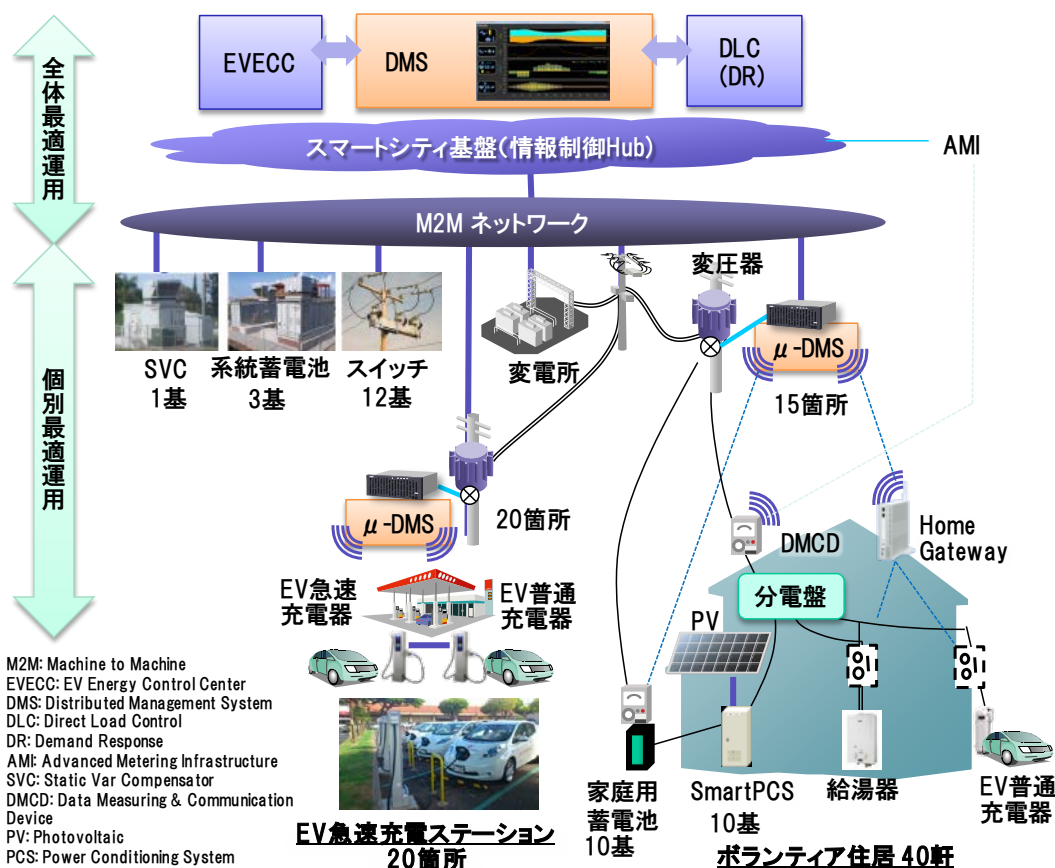 全体最適運用
個別最適運用
EVECC
DMS
DLC
(DR)
スマートシティ基盤(情報制御Hub)
AMI
M2M ネットワーク
SVC
1基
系統蓄電池
3基
スイッチ
12基
変電所
変圧器
μ-DMS
15箇所
μ-DMS
20箇所
EV急速
充電器
EV普通
充電器
DMCD
Home
Gateway
分電盤
PV
家庭用
蓄電池
10基
SmartPCS
10基
給湯器
EV普通
充電器
EV急速充電ステーション
20箇所
ボランティア住居 40軒
M2M: Machine to Machine
EVECC: EV Energy Control Center
DMS: Distributed Management System
DLC: Direct Load Control
DR: Demand Response
AMI: Advanced Metering Infrastructure
SVC: Static Var Compensator
DMCD: Data Measuring & Communication
Device
PV: Photovoltaic
PCS: Power Conditioning System